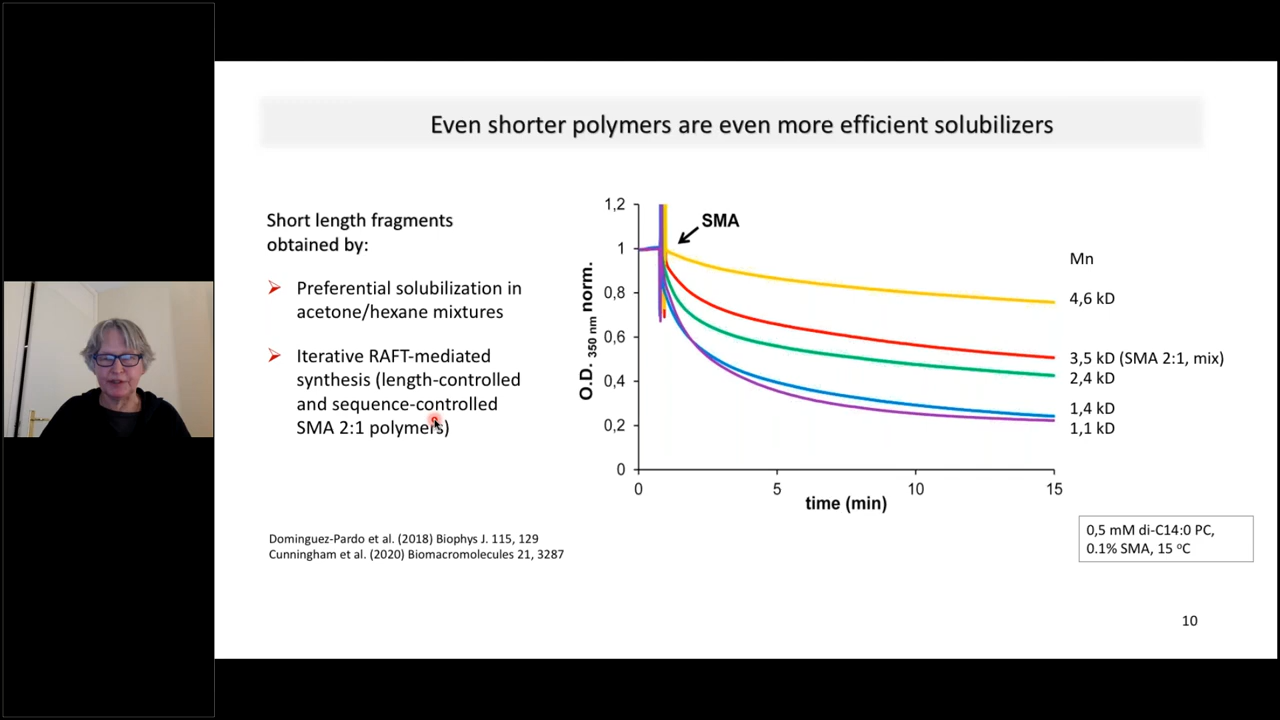 Even shorter polymers are even more efficient solubilizers
Short length fragments
obtained by:
Preferential solubilization in
acetone/hexane mixtures
Iterative RAFT-mediated
synthesis (length-controlled
and sequence-controlled
SMA 2:1 polymers)
Dominguez-Pardo et al. (2018) Biophys J. 115, 129
Cunningham et al. (2020) Biomacromolecules 21, 3287
O.D. 350 nm norm.
1,2
1
0,8
0,6
0,4
0,2
0
SMA
0
5
10
15
time (min)
Mn
4,6 kD
3,5 kD (SMA 2:1, mix)
2,4 kD
1,4 kD
1,1 kD
0,5 mM di-C14:0 PC,
0.1% SMA, 15 ºC
10